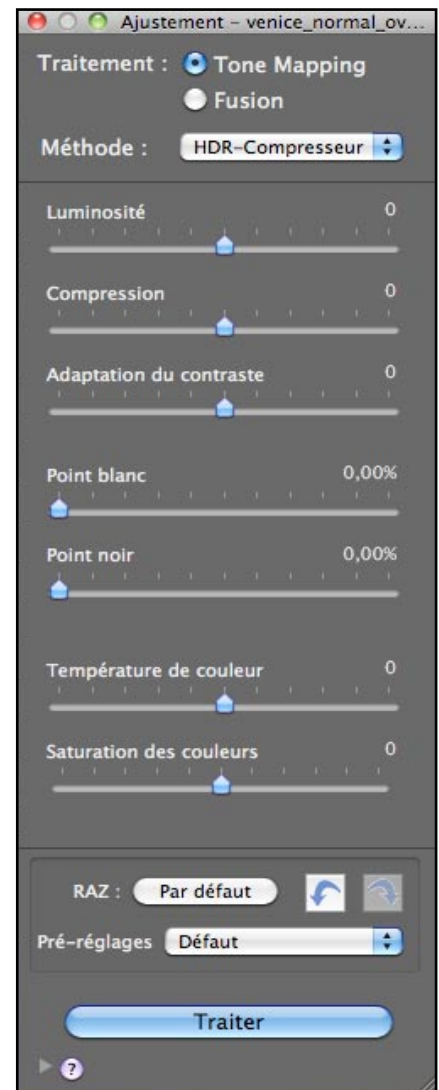 Ajustement – venice_normal_ov...
Traitement : Tone Mapping
Fusion
Méthode : HDR-Compresseur
Luminosité 0
Compression 0
Adaptation du contraste 0
Point blanc 0,00%
Point noir 0,00%
Température de couleur 0
Saturation des couleurs 0
RAZ : Par défaut
Pré-réglages Défaut
Traiter
?